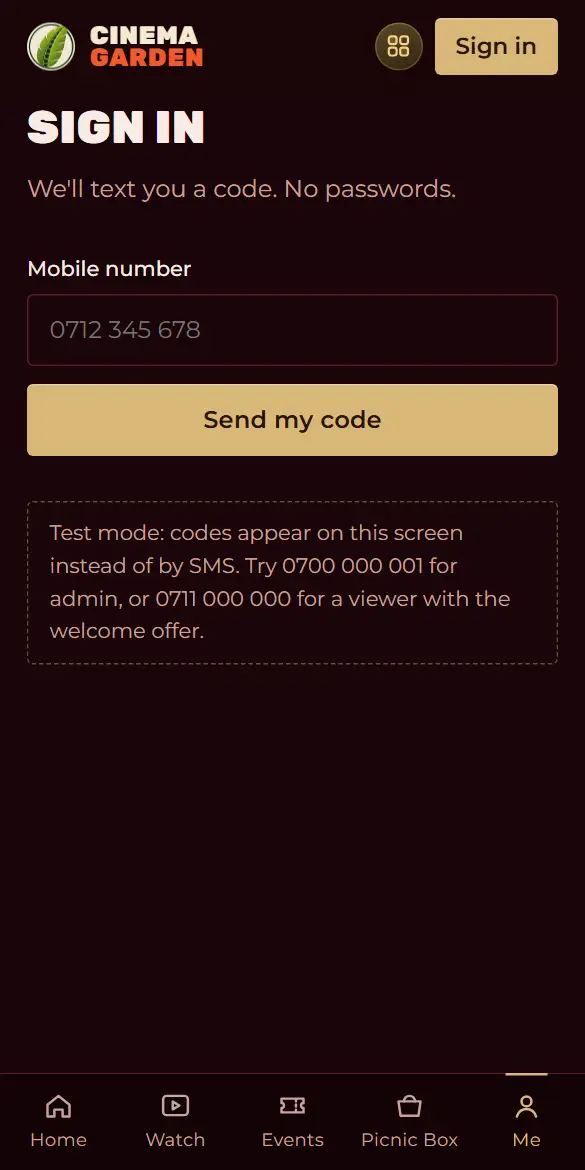 CINEMA
GARDEN
Sign in
SIGN IN
We'll text you a code. No passwords.
Mobile number
0712 345 678
Send my code
Test mode: codes appear on this screen
instead of by SMS. Try 0700 000 001 for
admin, or 0711 000 000 for a viewer with the
welcome offer.
Home
Watch
Events
Picnic Box
Me